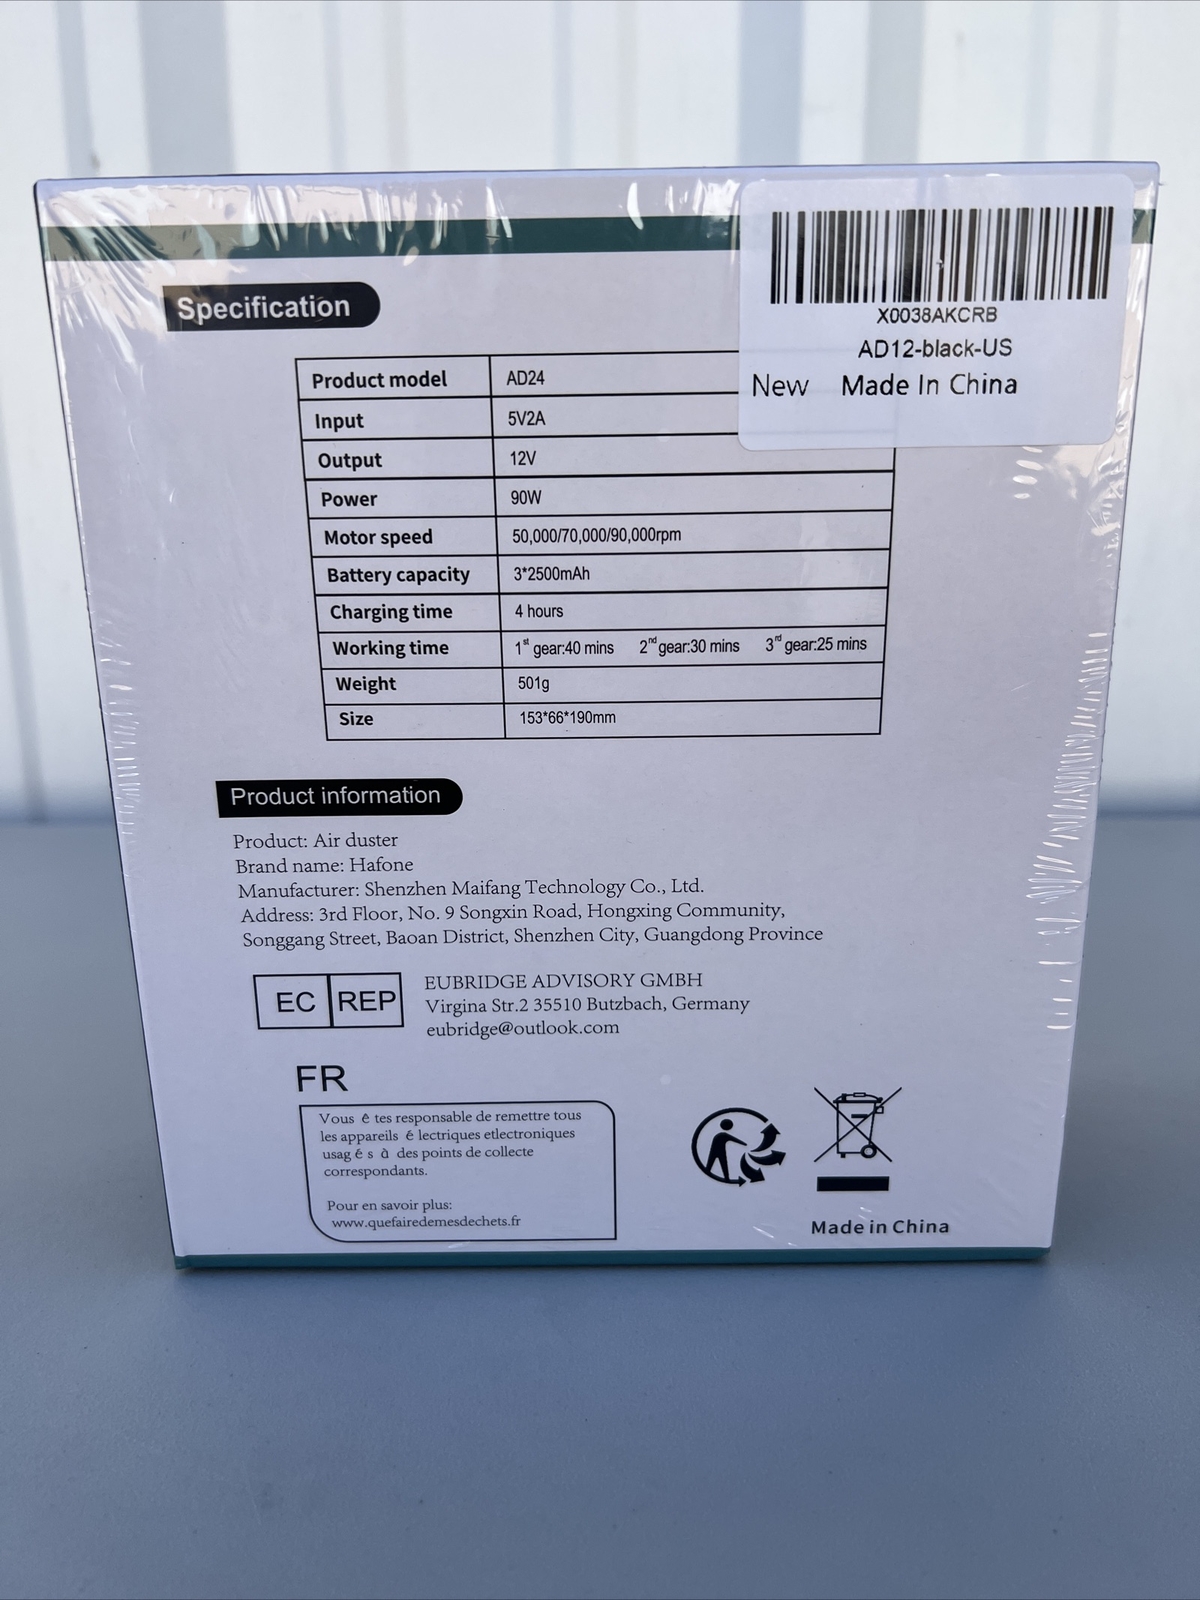 X0038AKCRB
AD12-black-US
New Made In China
Specification
Product model AD24
Input 5V2A
Output 12V
Power 90W
Motor speed 50,000/70,000/90,000rpm
Battery capacity 3*2500mAh
Charging time 4 hours
Working time 1st gear:40 mins 2nd gear:30 mins 3rd gear:25 mins
Weight 501g
Size 153*66*190mm
Product information
Product: Air duster
Brand name: Hafone
Manufacturer: Shenzhen Maifang Technology Co., Ltd.
Address: 3rd Floor, No. 9 Songxin Road, Hongxing Community,
Songgang Street, Baoan District, Shenzhen City, Guangdong Province
EC REP
EUBRIDGE ADVISORY GMBH
Virgina Str.2 35510 Butzbach, Germany
eubridge@outlook.com
FR
Vous ê tes responsable de remettre tous
les appareils é lectriques etlectroniques
usag é s à des points de collecte
correspondants.
Pour en savoir plus:
www.quefairedemesdechets.fr
Made in China